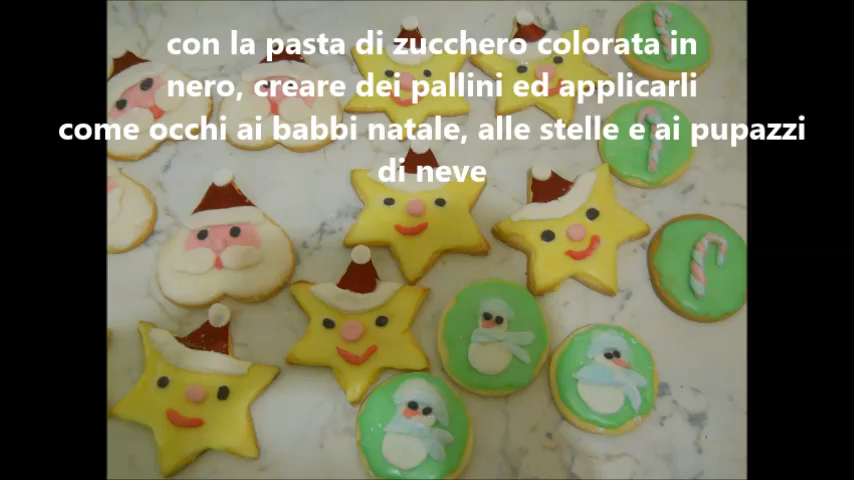 con la pasta di zucchero colorata in
nero, creare dei pallini ed applicarli
come occhi ai babbi natale, alle stelle e ai pupazzi
di neve